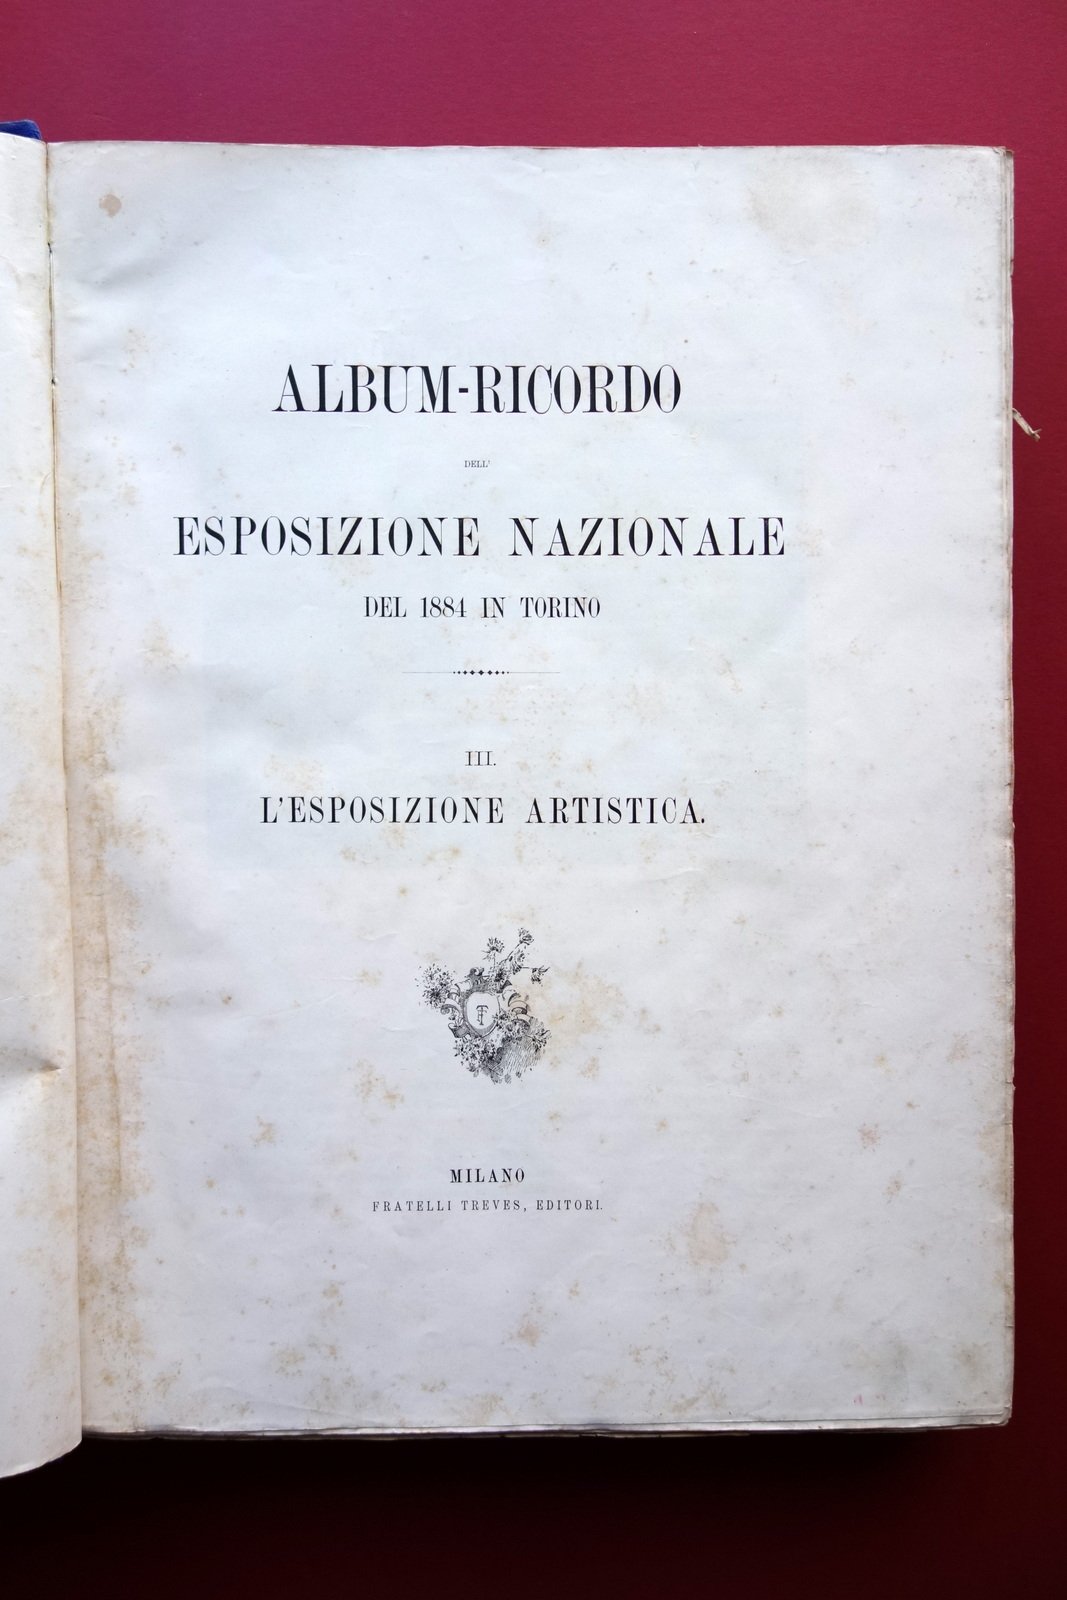 ALBUM-RICORDO
DELL'
ESPOSIZIONE NAZIONALE
DEL 1884 IN TORINO
III.
L'ESPOSIZIONE ARTISTICA.
MILANO
FRATELLI TREVES, EDITORI.